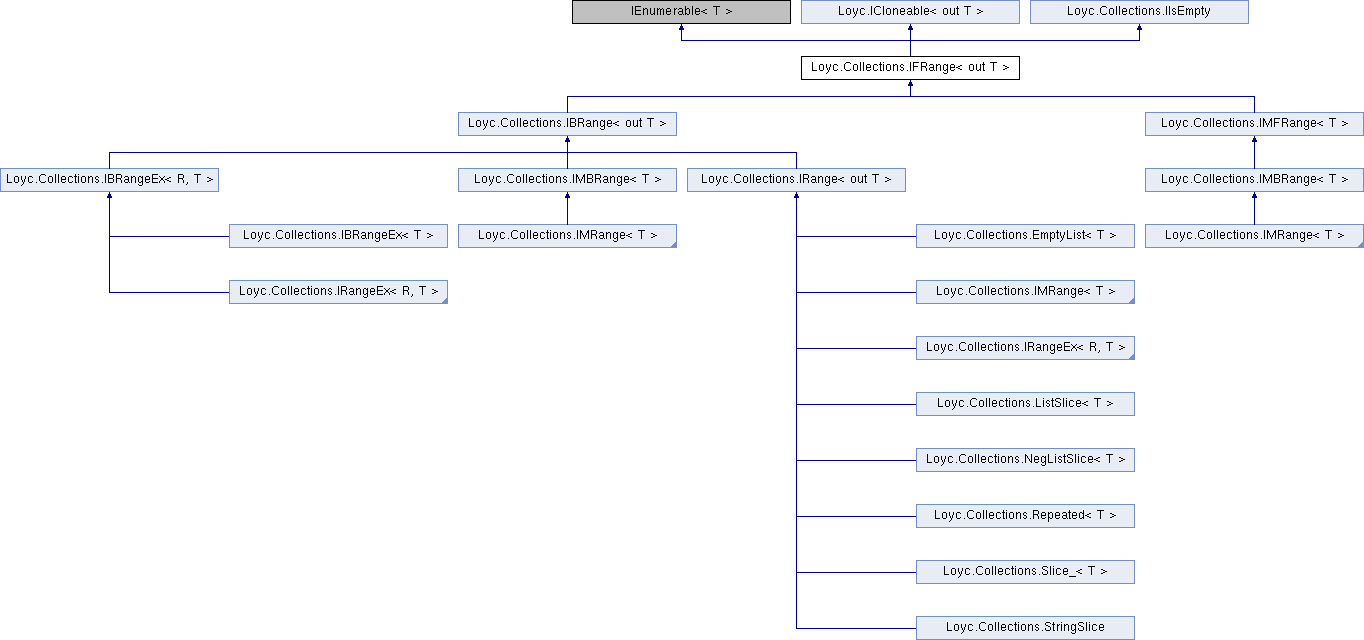 IEnumerable< T >
Loyc.ICloneable< out T >
Loyc.Collections.IIsEmpty
Loyc.Collections.IFRange< out T >
Loyc.Collections.IBRange< out T >
Loyc.Collections.IMFRange< T >
Loyc.Collections.IBRangeEx< R, T >
Loyc.Collections.IMBRange< T >
Loyc.Collections.IRange< out T >
Loyc.Collections.IMBRange< T >
Loyc.Collections.IBRangeEx< T >
Loyc.Collections.IMRange< T >
Loyc.Collections.EmptyList< T >
Loyc.Collections.IMRange< T >
Loyc.Collections.IRangeEx< R, T >
Loyc.Collections.IMRange< T >
Loyc.Collections.IRangeEx< R, T >
Loyc.Collections.ListSlice< T >
Loyc.Collections.NegListSlice< T >
Loyc.Collections.Repeated< T >
Loyc.Collections.Slice_< T >
Loyc.Collections.StringSlice